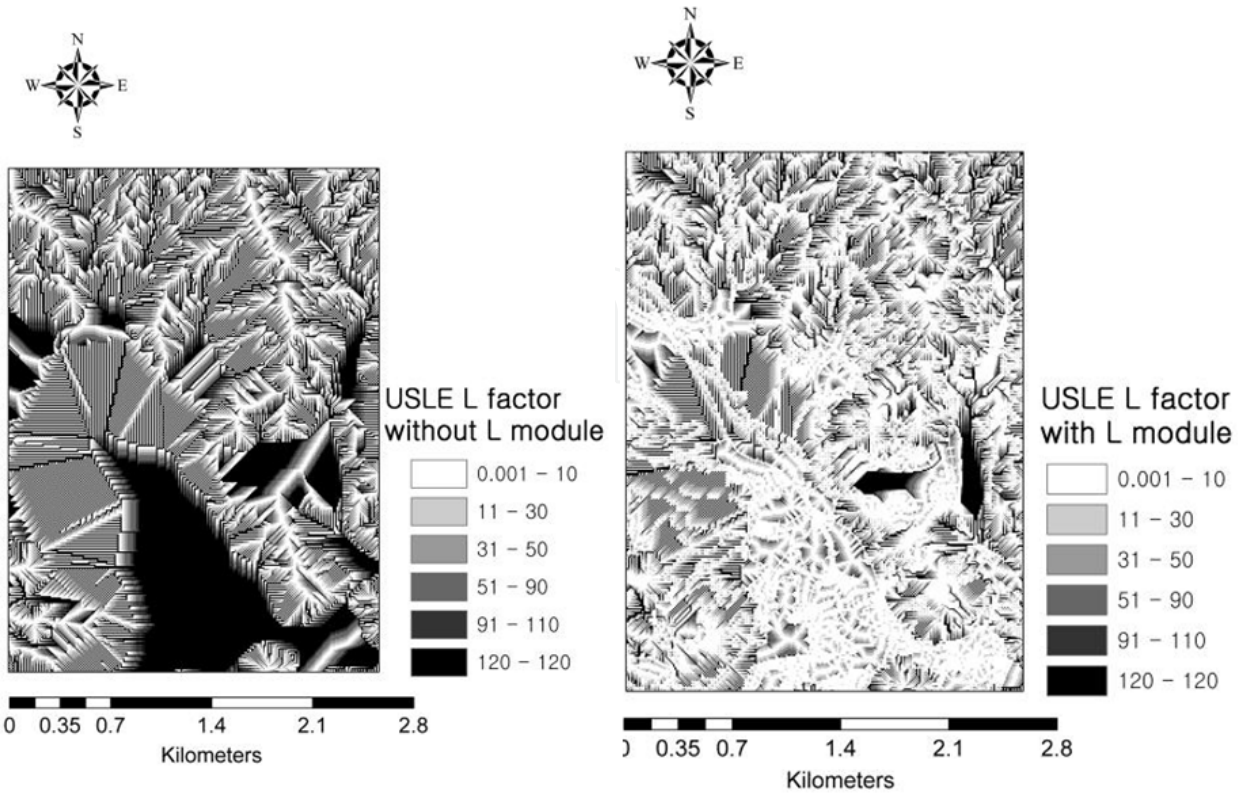 N
W E
S
USLE L factor
without L module
0.001 - 10
11 - 30
31 - 50
51 - 90
91 - 110
120 - 120
0 0.35 0.7 1.4 2.1 2.8
Kilometers
N
W E
S
USLE L factor
with L module
0.001 - 10
11 - 30
31 - 50
51 - 90
91 - 110
120 - 120
0 0.35 0.7 1.4 2.1 2.8
Kilometers